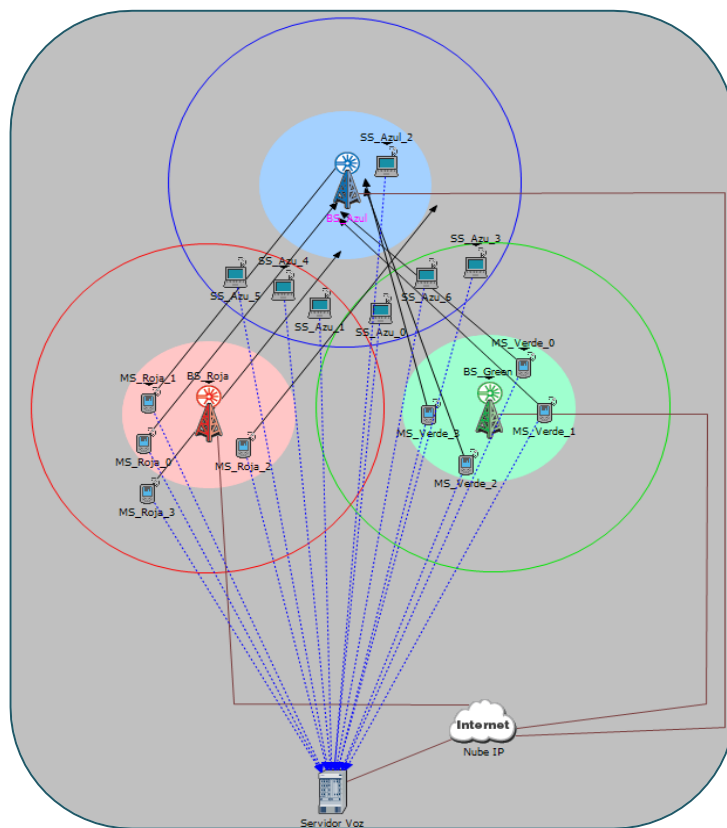 SS_Azul_2
BS_Azul
SS_Azu_3
SS_Azu_4
SS_Azu_5
SS_Azu_6
SS_Azu_1
SS_Azu_0
MS_Verde_0
BS_Roja
BS_Green
MS_Roja_1
MS_Verde_3
MS_Verde_1
MS_Roja_0
MS_Roja_2
MS_Verde_2
MS_Roja_3
Internet
Nube IP
Servidor Voz